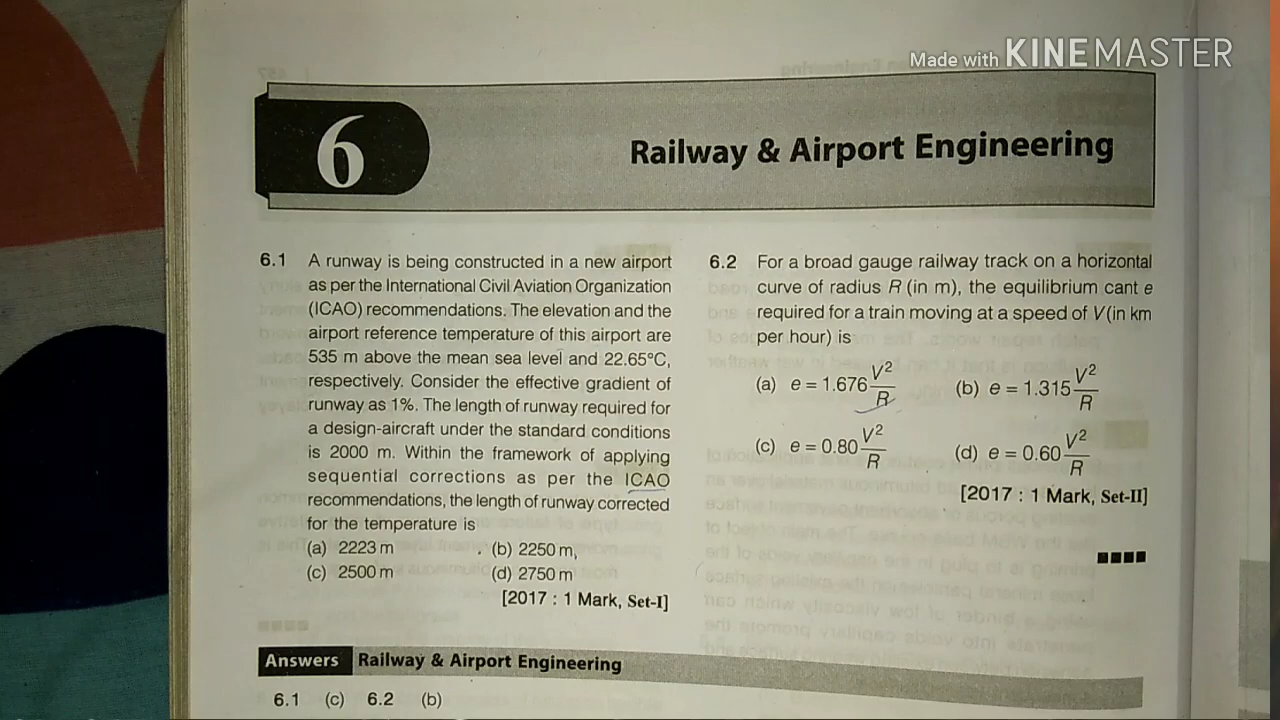 Made with KINEMASTER
6
Railway & Airport Engineering
6.1 A runway is being constructed in a new airport
as per the International Civil Aviation Organization
(ICAO) recommendations. The elevation and the
airport reference temperature of this airport are
535 m above the mean sea level and 22.65°C,
respectively. Consider the effective gradient of
runway as 1%. The length of runway required for
a design-aircraft under the standard conditions
is 2000 m. Within the framework of applying
sequential corrections as per the ICAO
recommendations, the length of runway corrected
for the temperature is
(a) 2223 m (b) 2250 m,
(c) 2500 m (d) 2750 m
[2017 : 1 Mark, Set-I]
6.2 For a broad gauge railway track on a horizontal
curve of radius R (in m), the equilibrium cant e
required for a train moving at a speed of V (in km
per hour) is
(a) e = 1.676 V²/R (b) e = 1.315 V²/R
(c) e = 0.80 V²/R (d) e = 0.60 V²/R
[2017 : 1 Mark, Set-II]
Answers Railway & Airport Engineering
6.1 (c) 6.2 (b)